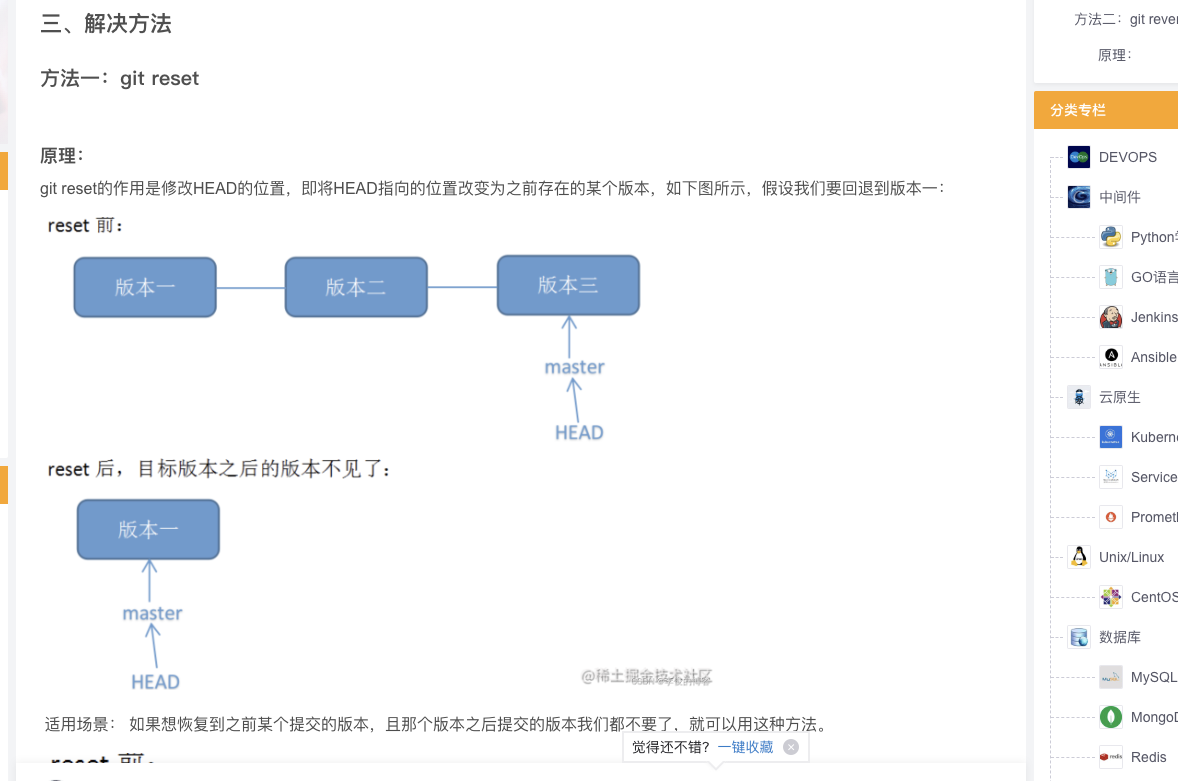 三、解决方法
方法一：git reset
原理：
git reset的作用是修改HEAD的位置，即将HEAD指向的位置改变为之前存在的某个版本，如下图所示，假设我们要回退到版本一：
reset 前：
版本一
版本二
版本三
master
HEAD
reset 后，目标版本之后的版本不见了：
版本一
master
HEAD
@稀土掘金技术社区
适用场景： 如果想恢复到之前某个提交的版本，且那个版本之后提交的版本我们都不要了，就可以用这种方法。
觉得还不错? 一键收藏
reset 前：
方法二：git rever
原理：
分类专栏
DEVOPS
中间件
Python
GO语言
Jenkins
Ansible
云原生
Kuberne
Service
Promet
Unix/Linux
CentOS
数据库
MySQL
MongoD
Redis